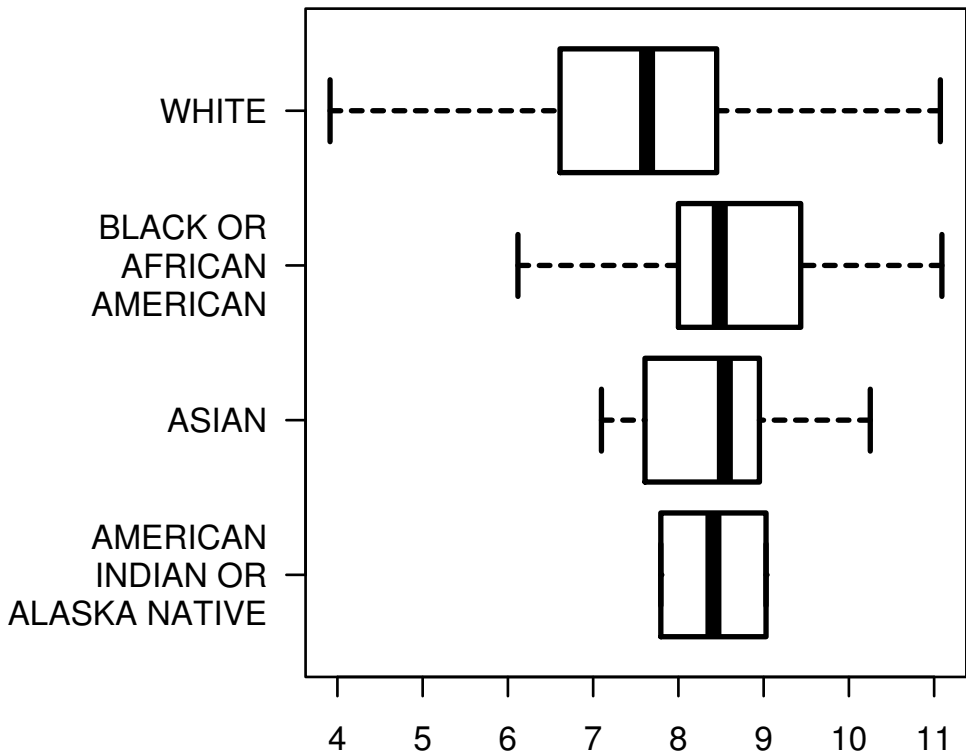 WHITE
BLACK OR
AFRICAN
AMERICAN
ASIAN
AMERICAN
INDIAN OR
ALASKA NATIVE
4 5 6 7 8 9 10 11